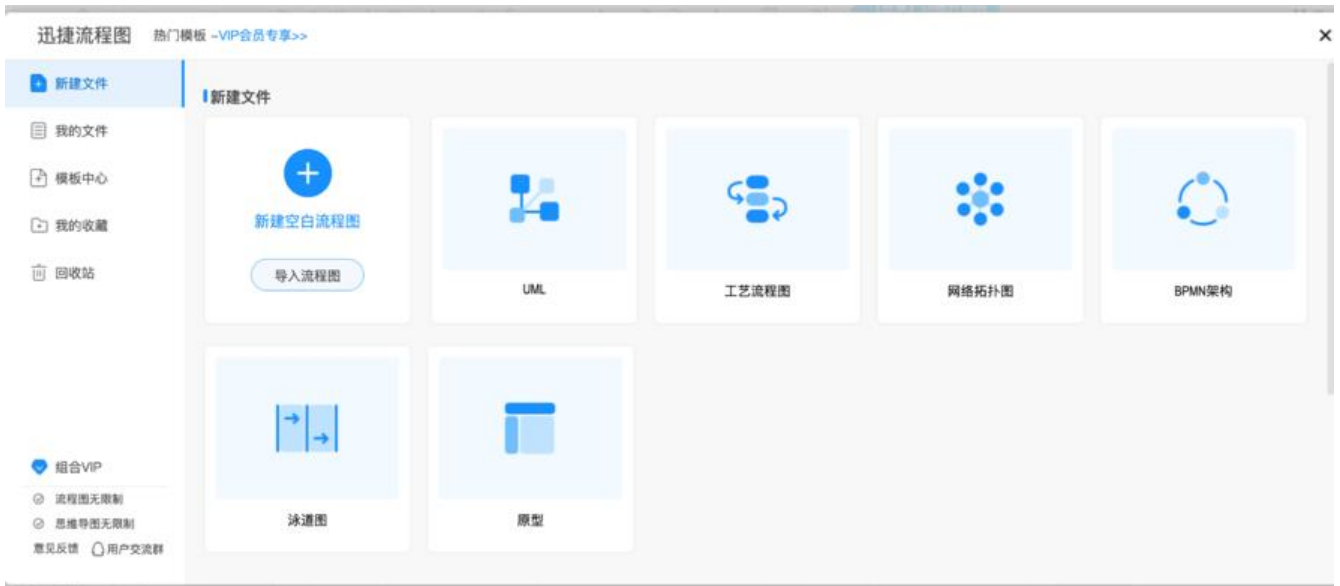 迅捷流程图 热门模板 -VIP会员专享>>
新建文件
我的文件
模板中心
我的收藏
回收站
组合VIP
流程图无限制
思维导图无限制
意见反馈 用户交流群
新建文件
新建空白流程图
导入流程图
UML
工艺流程图
网络拓扑图
BPMN架构
泳道图
原型